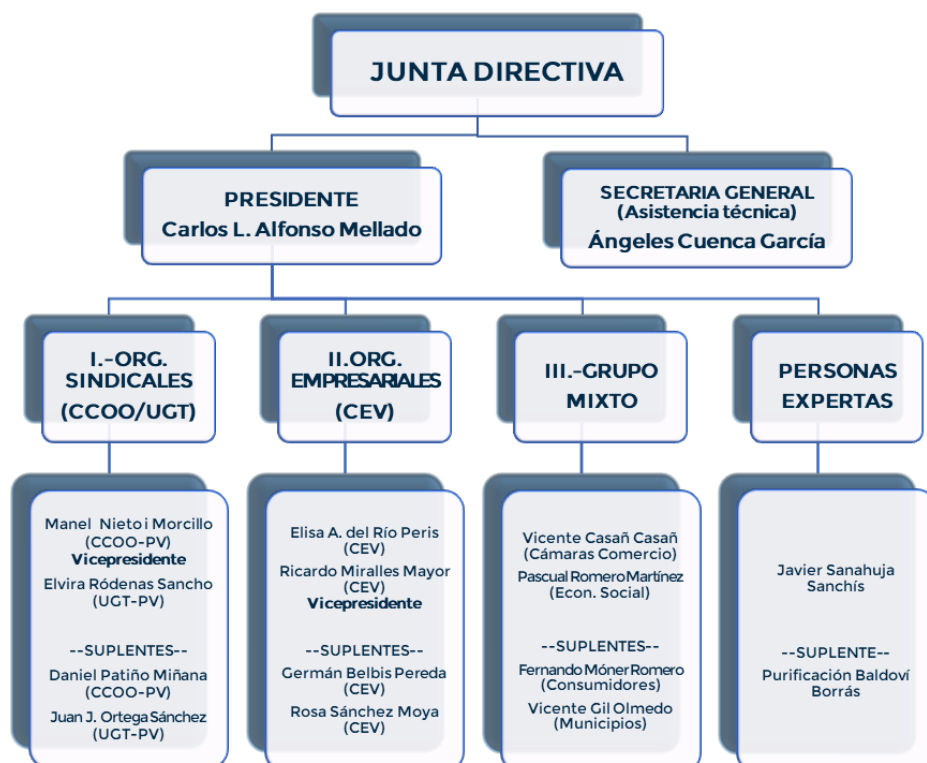 JUNTA DIRECTIVA
PRESIDENTE
Carlos L. Alfonso Mellado
SECRETARIA GENERAL
(Asistencia técnica)
Ángeles Cuenca García
I.-ORG.
SINDICALES
(CCOO/UGT)
II.ORG.
EMPRESARIALES
(CEV)
III.-GRUPO
MIXTO
PERSONAS
EXPERTAS
Manel Nieto i Morcillo
(CCOO-PV)
Vicepresidente
Elvira Ródenas Sancho
(UGT-PV)
--SUPLENTES--
Daniel Patiño Miñana
(CCOO-PV)
Juan J. Ortega Sánchez
(UGT-PV)
Elisa A. del Río Peris
(CEV)
Ricardo Miralles Mayor
(CEV)
Vicepresidente
--SUPLENTES--
Germán Belbis Pereda
(CEV)
Rosa Sánchez Moya
(CEV)
Vicente Casañ Casañ
(Cámaras Comercio)
Pascual Romero Martínez
(Econ. Social)
--SUPLENTES--
Fernando Móner Romero
(Consumidores)
Vicente Gil Olmedo
(Municipios)
Javier Sanahuja
Sanchís
--SUPLENTE--
Purificación Baldoví
Borrás